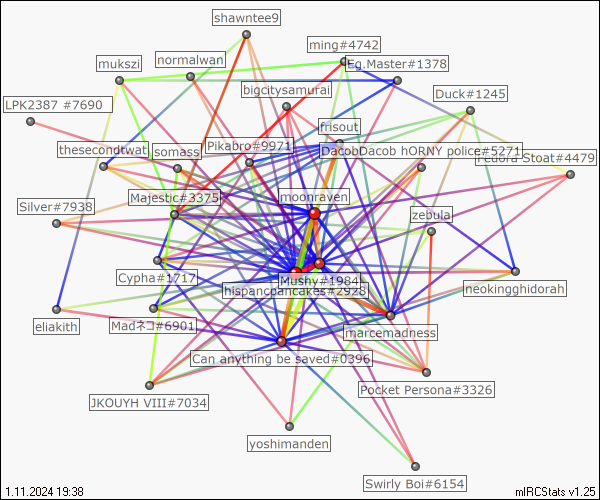 shawntee9
ming#4742
mukszi
normalwan
Eg.Master#1378
bigcitysamurai
Duck#1245
LPK2387 #7690
frisout
Pikabro#9971
thesecondtwat
somass
DacobDacob hORNY police#5271
Stoat#4479
moonraven
Majestic#3375
Silver#7938
zebula
Cypha#1717
Mushy#1984
hispancpancakes#2928
neokingghidorah
eliakith
Madネコ#6901
marcemadness
Can anything be saved#0396
Pocket Persona#3326
JKOUYH VIII#7034
yoshimanden
Swirly Boi#6154
1.11.2024 19:38
mIRCStats v1.25